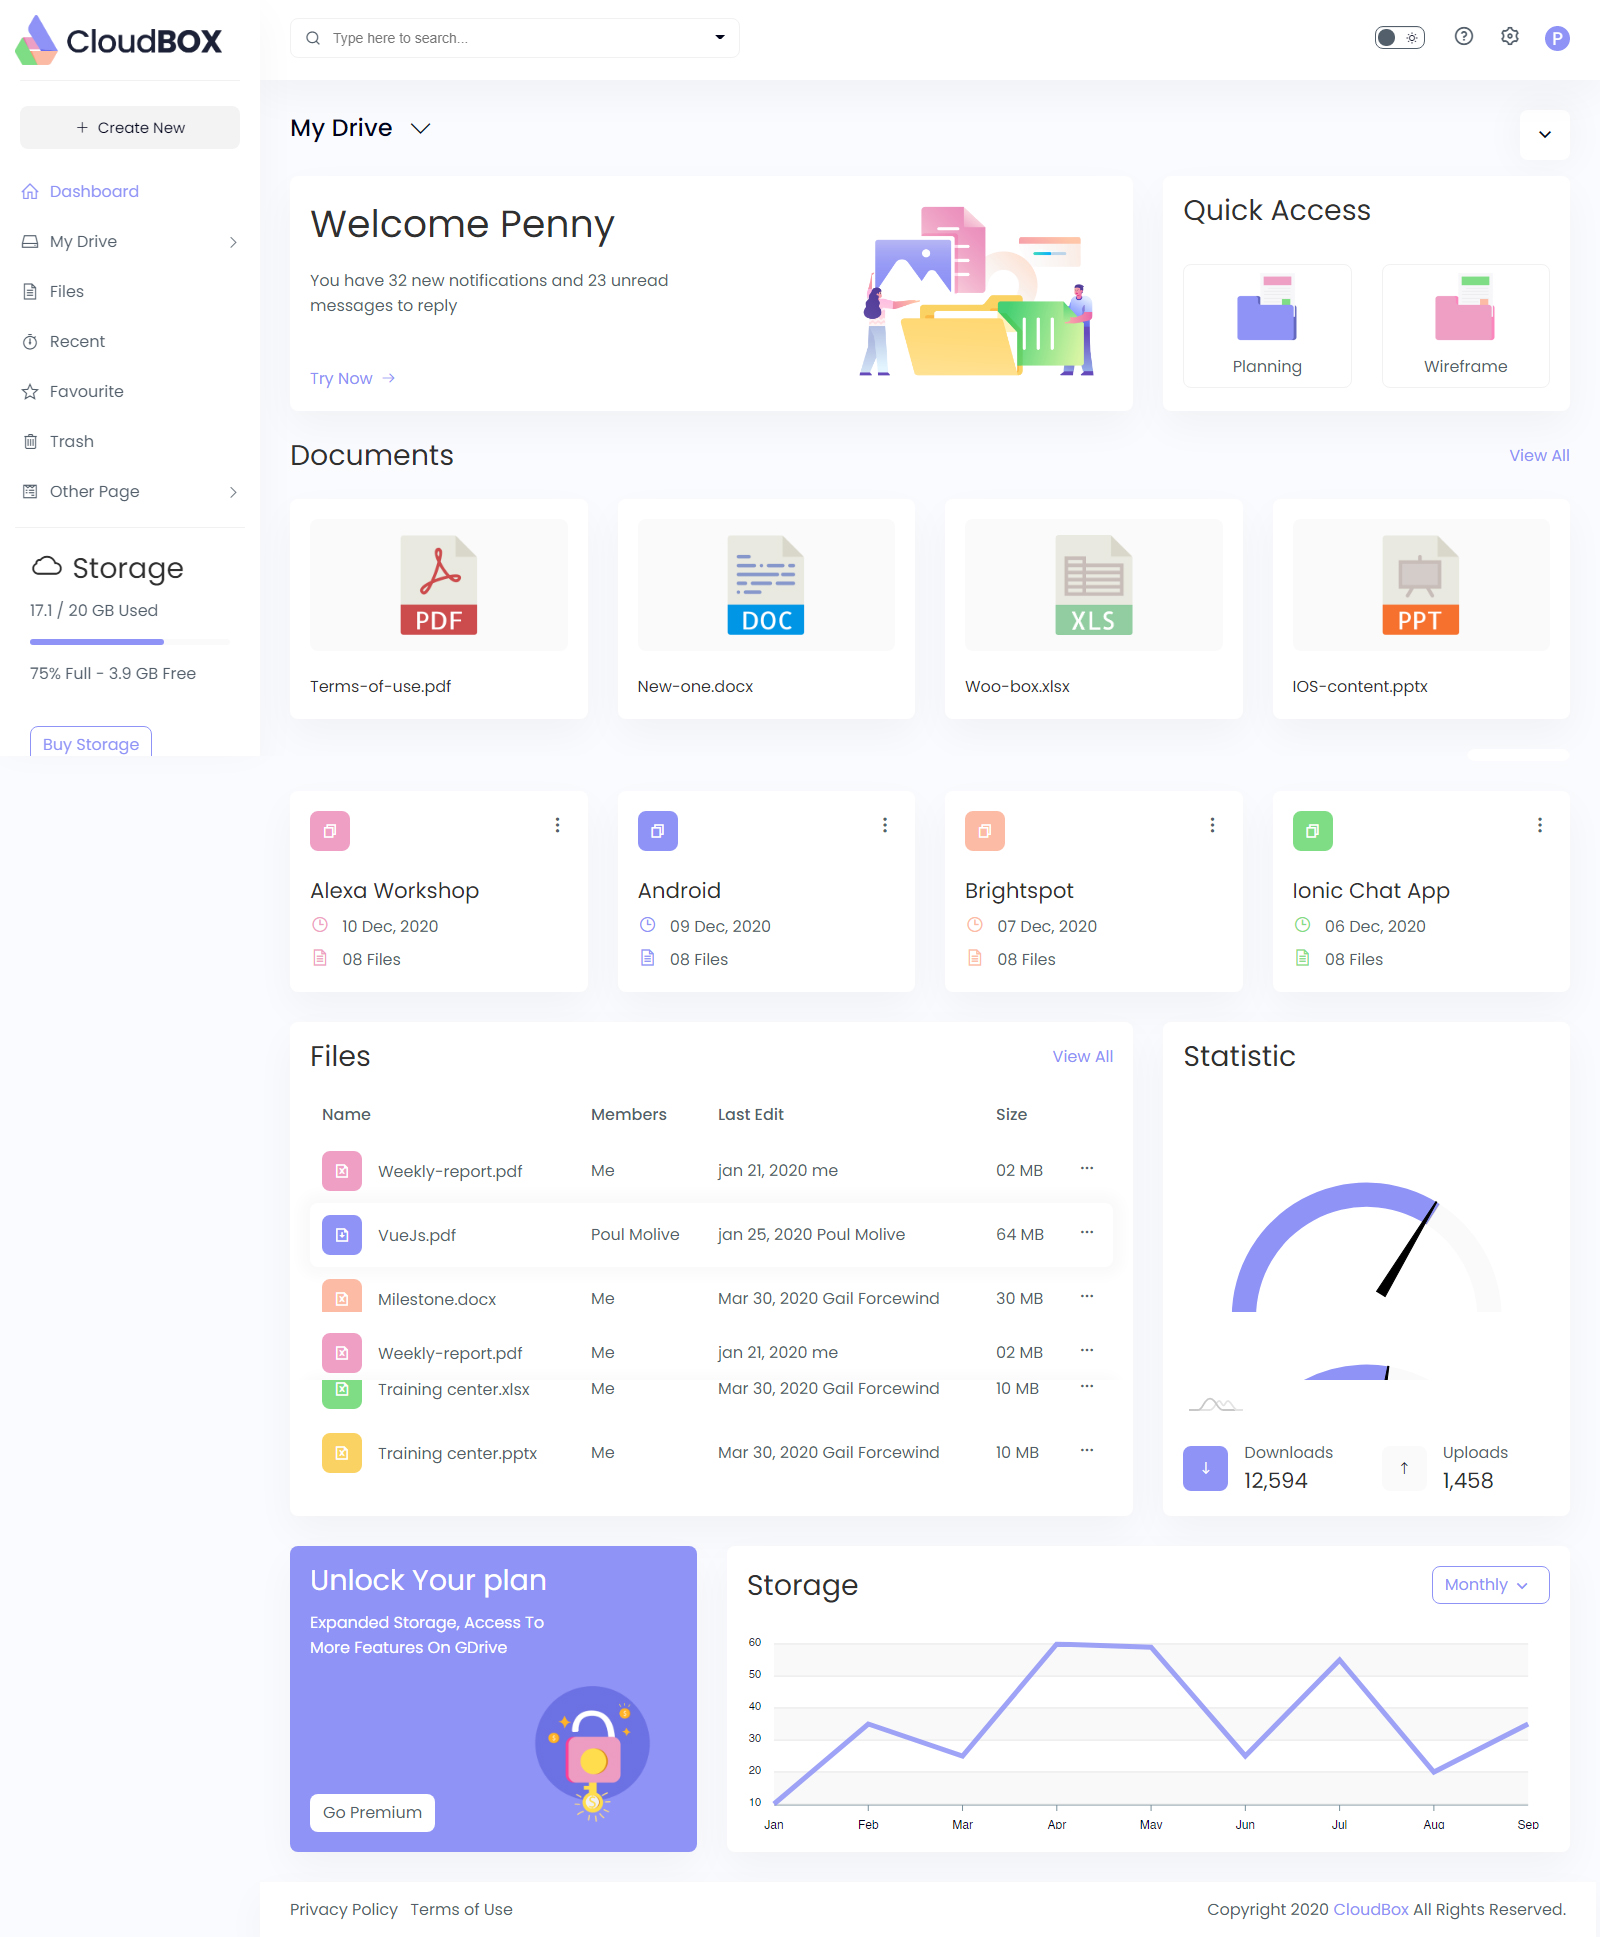 CloudBOX
Type here to search...
P
+ Create New
Dashboard
My Drive
Files
Recent
Favourite
Trash
Other Page
Storage
17.1 / 20 GB Used
75% Full - 3.9 GB Free
Buy Storage
My Drive
Welcome Penny
You have 32 new notifications and 23 unread
messages to reply
Try Now →
Quick Access
Planning
Wireframe
Documents
View All
PDF
DOC
XLS
PPT
Terms-of-use.pdf
New-one.docx
Woo-box.xlsx
IOS-content.pptx
Alexa Workshop
10 Dec, 2020
08 Files
Android
09 Dec, 2020
08 Files
Brightspot
07 Dec, 2020
08 Files
Ionic Chat App
06 Dec, 2020
08 Files
Files
View All
Name Members Last Edit Size
Weekly-report.pdf Me jan 21, 2020 me 02 MB
VueJs.pdf Poul Molive jan 25, 2020 Poul Molive 64 MB
Milestone.docx Me Mar 30, 2020 Gail Forcewind 30 MB
Weekly-report.pdf Me jan 21, 2020 me 02 MB
Training center.xlsx Me Mar 30, 2020 Gail Forcewind 10 MB
Training center.pptx Me Mar 30, 2020 Gail Forcewind 10 MB
Statistic
Downloads
12,594
Uploads
1,458
Unlock Your plan
Expanded Storage, Access To
More Features On GDrive
Go Premium
Storage
Monthly
60
50
40
30
20
10
Jan Feb Mar Apr May Jun Jul Aug Sep
Privacy Policy Terms of Use
Copyright 2020 CloudBox All Rights Reserved.